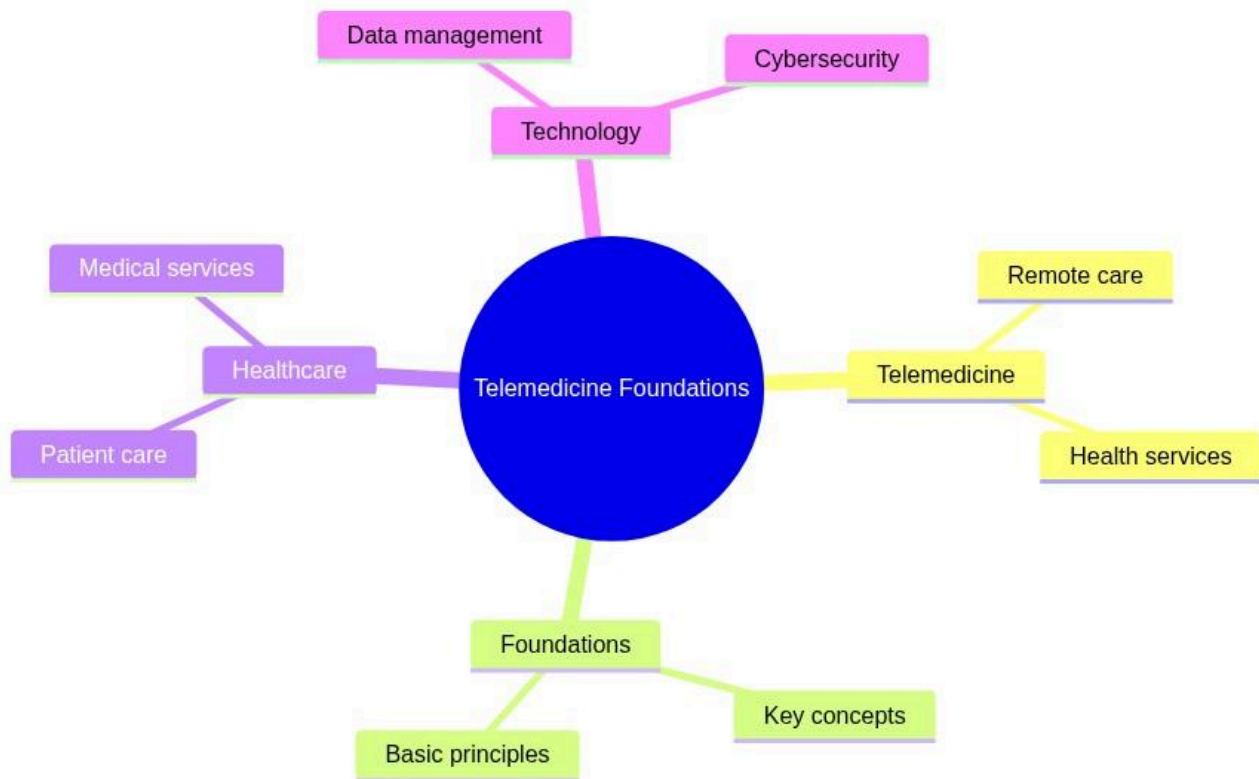 Data management
Cybersecurity
Technology
Medical services
Remote care
Healthcare
Telemedicine Foundations
Telemedicine
Patient care
Health services
Foundations
Key concepts
Basic principles